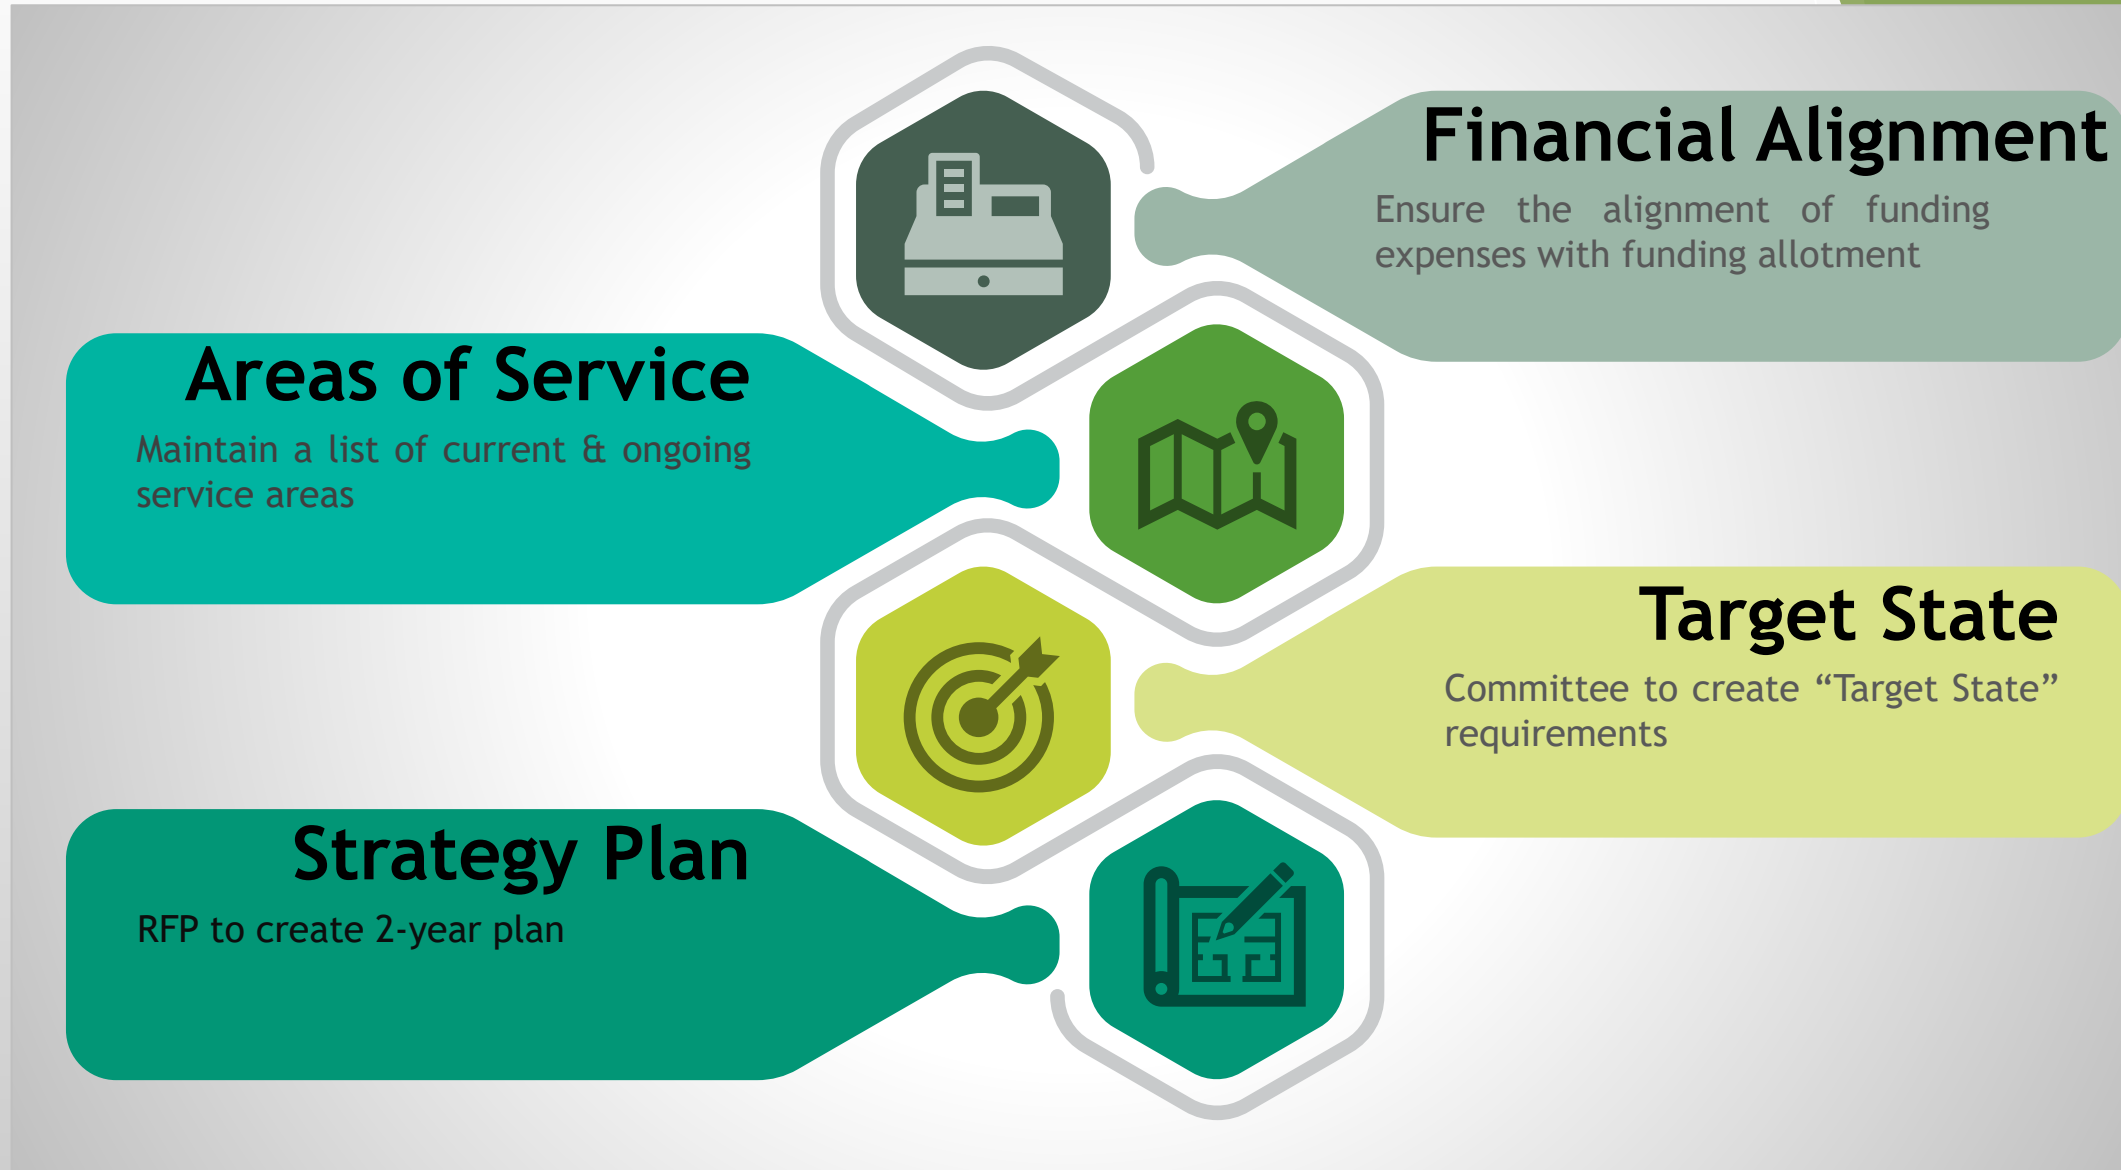 Financial Alignment
Ensure the alignment of funding
expenses with funding allotment
Areas of Service
Maintain a list of current & ongoing
service areas
Target State
Committee to create “Target State”
requirements
Strategy Plan
RFP to create 2-year plan